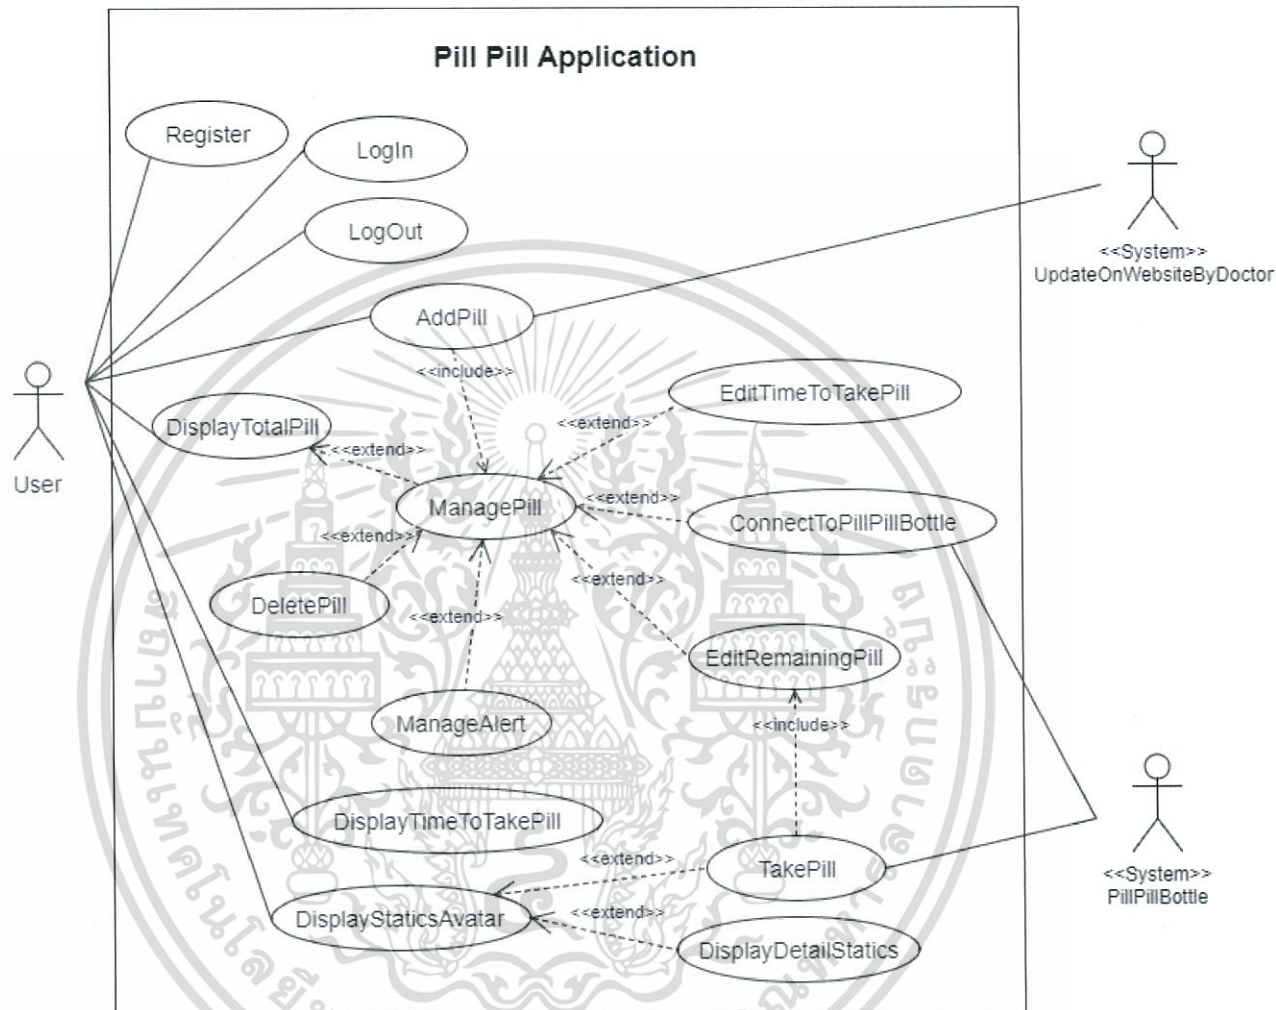 Pill Pill Application
Register
LogIn
LogOut
<<System>>
UpdateOnWebsiteByDoctor
AddPill
<<include>>
EditTimeToTakePill
DisplayTotalPill
<<extend>>
<<extend>>
User
ManagePill
<<extend>>
ConnectToPillPillBottle
<<extend>>
<<extend>>
DeletePill
<<extend>>
EditRemainingPill
ManageAlert
<<include>>
DisplayTimeToTakePill
<<extend>>
TakePill
<<System>>
PillPillBottle
DisplayStaticsAvatar
<<extend>>
DisplayDetailStatics